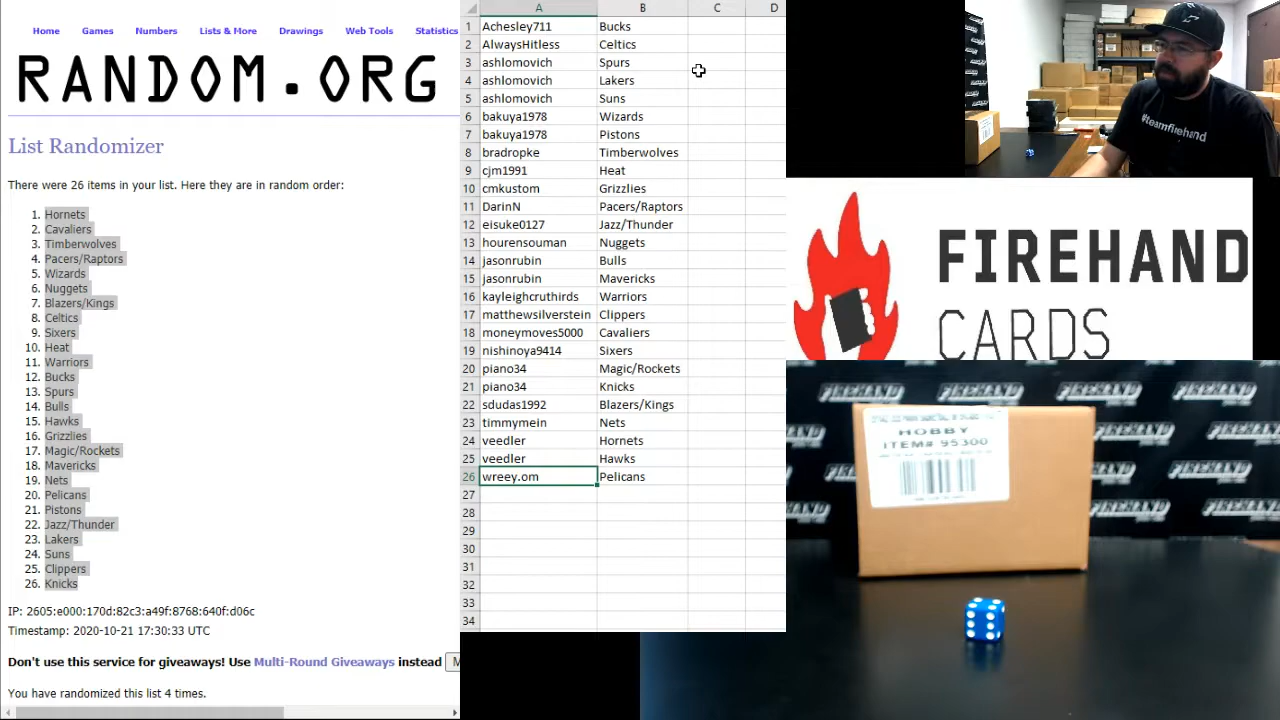 Home Games Numbers Lists & More Drawings Web Tools Statistics
RANDOM.ORG
List Randomizer
There were 26 items in your list. Here they are in random order:
1. Hornets
2. Cavaliers
3. Timberwolves
4. Pacers/Raptors
5. Wizards
6. Nuggets
7. Blazers/Kings
8. Celtics
9. Sixers
10. Heat
11. Warriors
12. Bucks
13. Spurs
14. Bulls
15. Hawks
16. Grizzlies
17. Magic/Rockets
18. Mavericks
19. Nets
20. Pelicans
21. Pistons
22. Jazz/Thunder
23. Lakers
24. Suns
25. Clippers
26. Knicks
IP: 2605:e000:170d:82c3:a49f:8768:640f:d06c
Timestamp: 2020-10-21 17:30:33 UTC
Don't use this service for giveaways! Use Multi-Round Giveaways instead
You have randomized this list 4 times.
A B C D
1 Achesley711 Bucks
2 AlwaysHitless Celtics
3 ashlomovich Spurs
4 ashlomovich Lakers
5 ashlomovich Suns
6 bakuya1978 Wizards
7 bakuya1978 Pistons
8 bradropke Timberwolves
9 cjm1991 Heat
10 cmkustom Grizzlies
11 DarinN Pacers/Raptors
12 eisuke0127 Jazz/Thunder
13 hourensouman Nuggets
14 jasonrubin Bulls
15 jasonrubin Mavericks
16 kayleighcruthirds Warriors
17 matthewsilverstein Clippers
18 moneymoves5000 Cavaliers
19 nishinoya9414 Sixers
20 piano34 Magic/Rockets
21 piano34 Knicks
22 sdudas1992 Blazers/Kings
23 timmymein Nets
24 veedler Hornets
25 veedler Hawks
26 wreey.om Pelicans
27
28
29
30
31
32
33
34
#teamfirehand
FIREHAND
CARDS
FIREHAND
FIREHAND
FIREHAND
HOBBY
ITEM# 95300